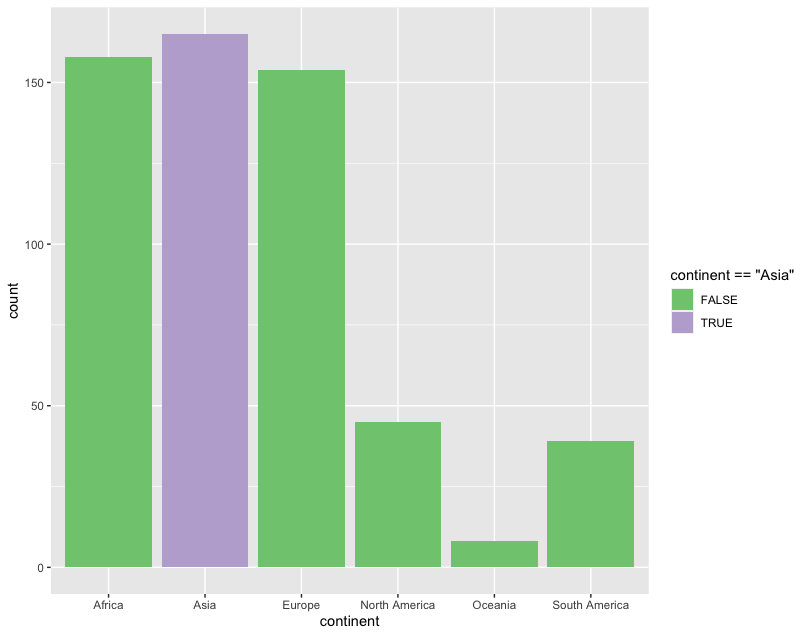 150
100
50
0
count
Africa Asia Europe North America Oceania South America
continent
continent == "Asia"
FALSE
TRUE